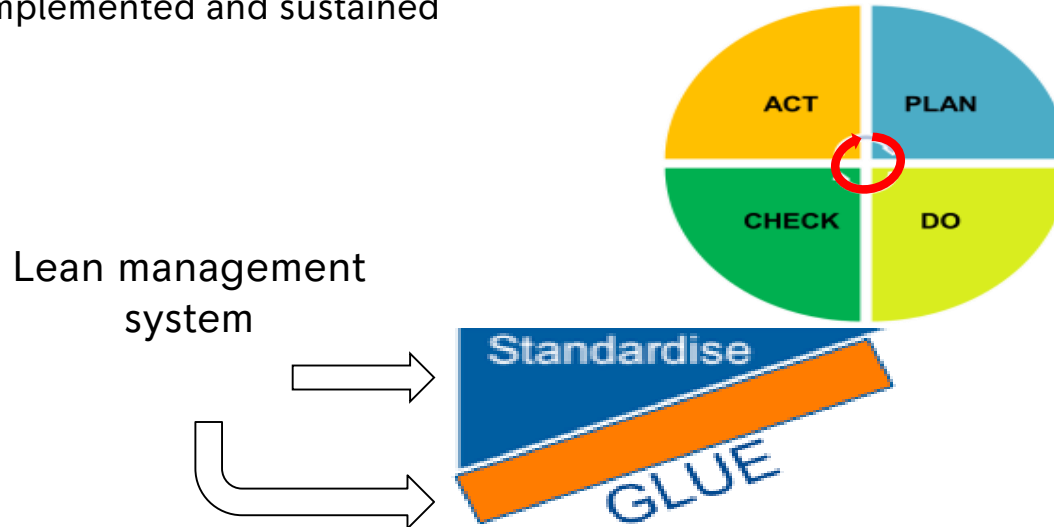 mplemented and sustained
ACT PLAN
CHECK DO
Lean management
system
Standardise
GLUE